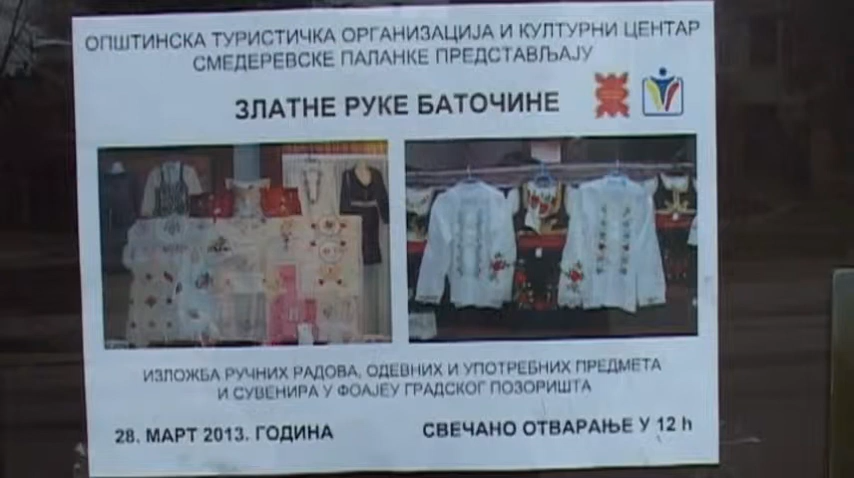 ОПШТИНСКА ТУРИСТИЧКА ОРГАНИЗАЦИЈА И КУЛТУРНИ ЦЕНТАР
СМЕДЕРЕВСКЕ ПАЛАНКЕ ПРЕДСТАВЉАЈУ
ЗЛАТНЕ РУКЕ БАТОЧИНЕ
ИЗЛОЖБА РУЧНИХ РАДОВА, ОДЕВНИХ И УПОТРЕБНИХ ПРЕДМЕТА
И СУВЕНИРА У ФОАЈЕУ ГРАДСКОГ ПОЗОРИШТА
28. МАРТ 2013. ГОДИНА
СВЕЧАНО ОТВАРАЊЕ У 12 h